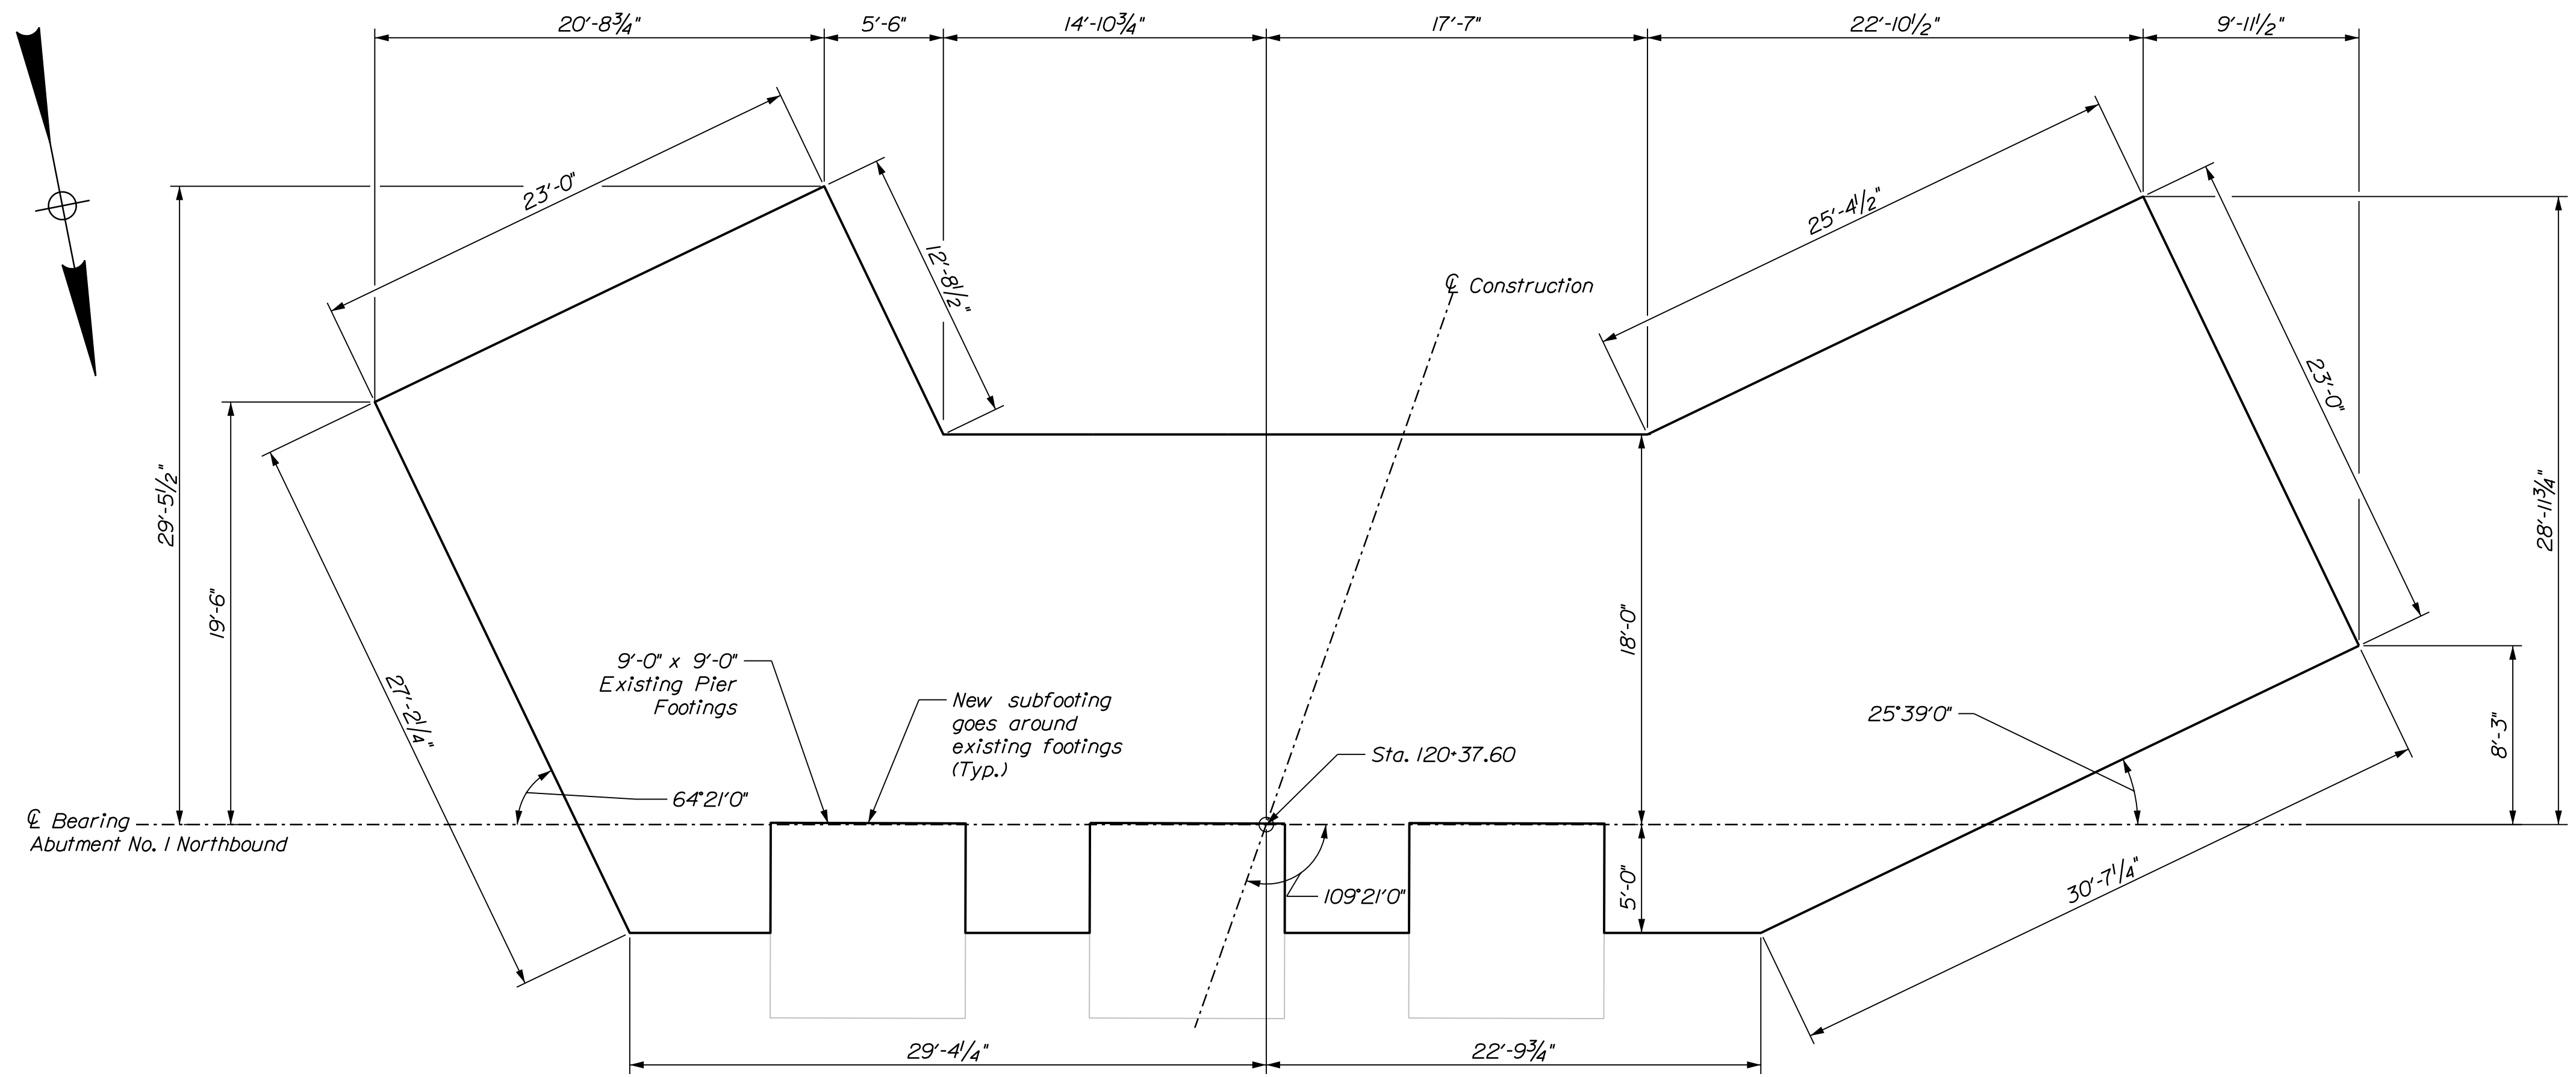 20'-8¾"
5'-6"
14'-10¾"
17'-7"
22'-10½"
9'-11½"
23'-0"
12'-8½"
25'-4½"
23'-0"
℄ Construction
29'-5½"
19'-6"
28'-11¾"
18'-0"
9'-0" x 9'-0"
Existing Pier
Footings
New subfooting
goes around
existing footings
(Typ.)
27'-2¼"
64°21'0"
Sta. 120+37.60
25°39'0"
8'-3"
℄ Bearing
Abutment No. 1 Northbound
5'-0"
109°21'0"
30'-7¼"
29'-4¼"
22'-9¾"